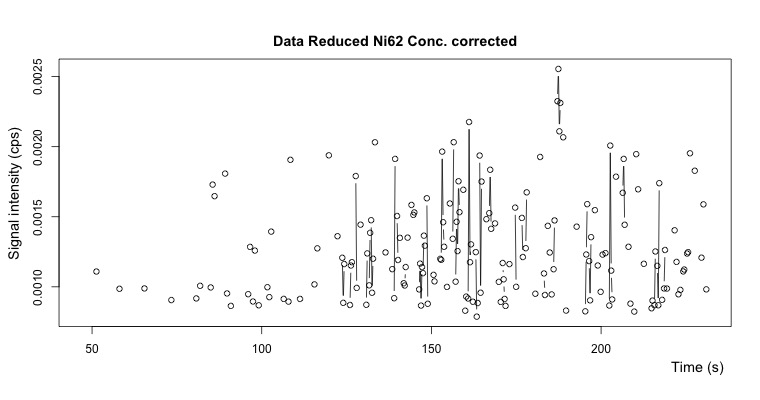 Data Reduced Ni62 Conc. corrected
Signal intensity (cps)
0.0025
0.0020
0.0015
0.0010
50 100 150 200
Time (s)